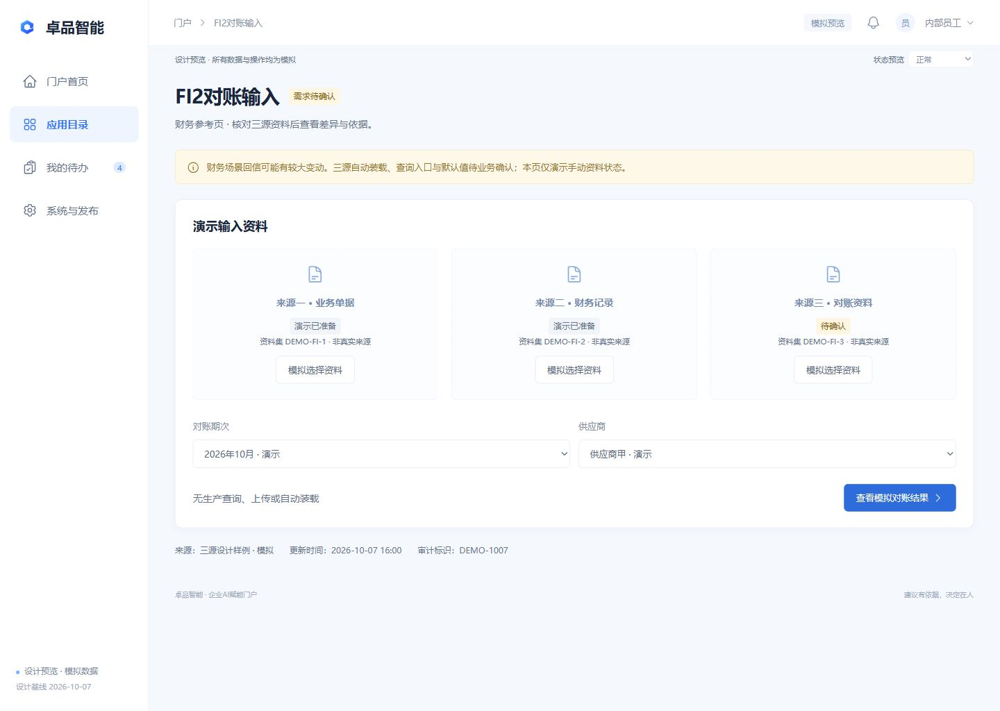 卓品智能
门户 > FI2对账输入
模拟预览
员
内部员工
门户首页
应用目录
我的待办 4
系统与发布
设计预览 · 所有数据与操作均为模拟
状态预览 正常
FI2对账输入 需求待确认
财务参考页 · 核对三源资料后查看差异与依据。
财务场景回信可能有较大变动。三源自动装载、查询入口与默认值待业务确认；本页仅演示手动资料状态。
演示输入资料
来源一 • 业务单据
演示已准备
资料集 DEMO-FI-1 · 非真实来源
模拟选择资料
来源二 • 财务记录
演示已准备
资料集 DEMO-FI-2 · 非真实来源
模拟选择资料
来源三 • 对账资料
待确认
资料集 DEMO-FI-3 · 非真实来源
模拟选择资料
对账期次
2026年10月 · 演示
供应商
供应商甲 · 演示
无生产查询、上传或自动装载
查看模拟对账结果
来源：三源设计样例 · 模拟 更新时间：2026-10-07 16:00 审计标识：DEMO-1007
卓品智能 · 企业AI赋能门户
建议有依据，决定在人
设计预览 · 模拟数据
设计基线 2026-10-07